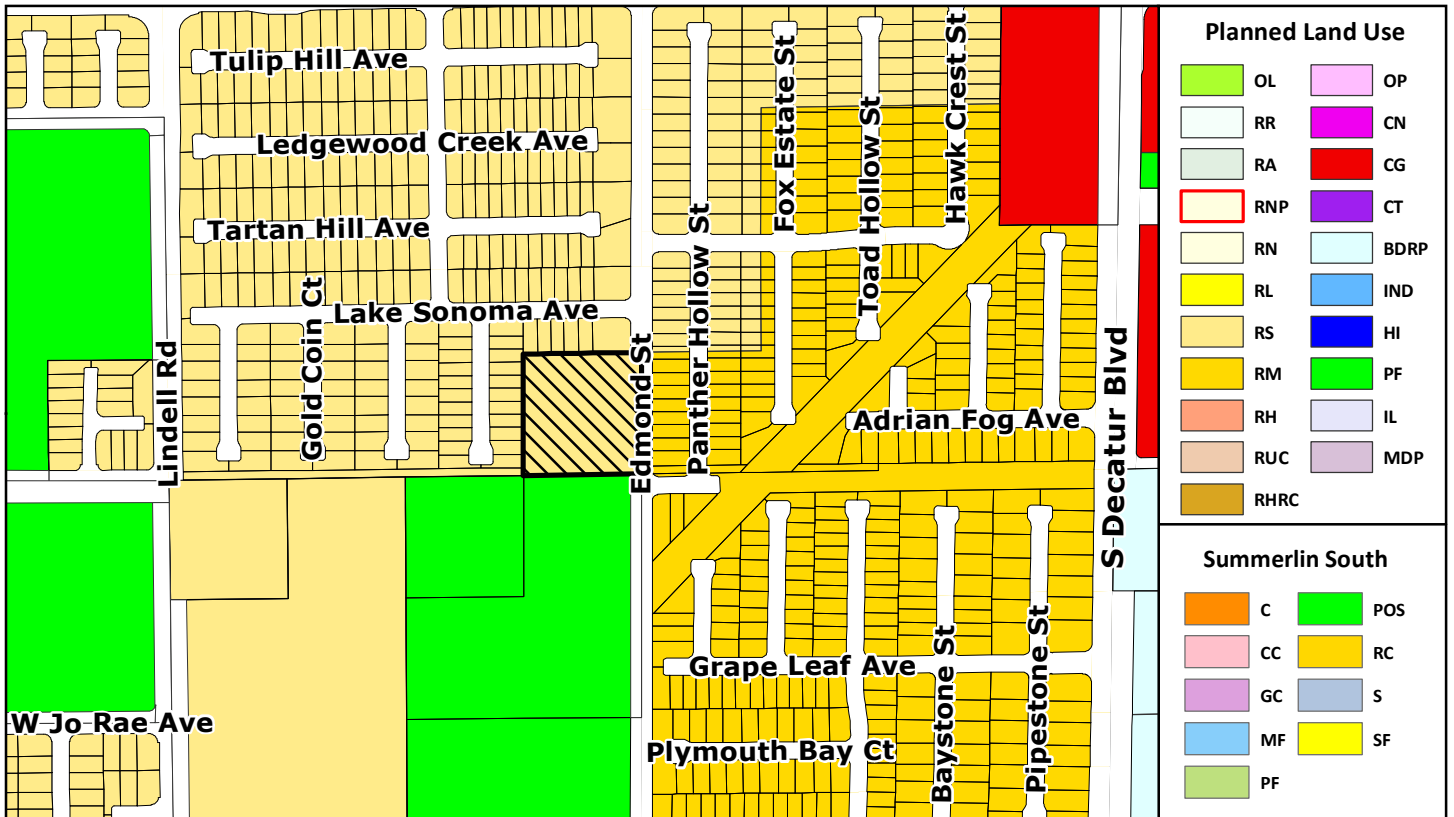 Tulip Hill Ave
Ledgewood Creek Ave
Tartan Hill Ave
Lake Sonoma Ave
Gold Coin Ct
Lindell Rd
Edmond St
Panther Hollow St
Fox Estate St
Toad Hollow St
Hawk Crest St
S Decatur Blvd
Adrian Fog Ave
Grape Leaf Ave
Baystone St
Pipestone St
Plymouth Bay Ct
W Jo Rae Ave
Planned Land Use
OL OP
RR CN
RA CG
RNP CT
RN BDRP
RL IND
RS HI
RM PF
RH IL
RUC MDP
RHRC
Summerlin South
C POS
CC RC
GC S
MF SF
PF